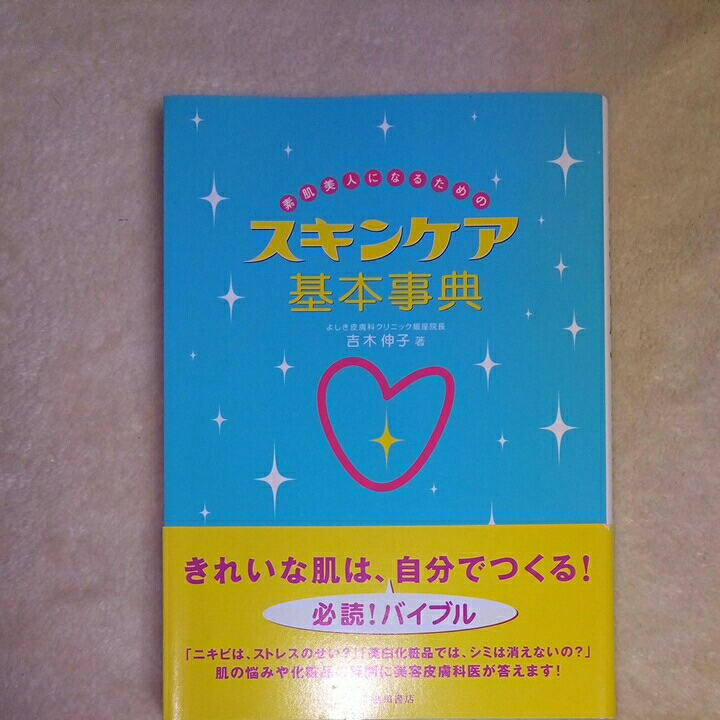 素肌美人になるための
スキンケア
基本事典
よしき皮膚科クリニック銀座院長
吉木伸子 著
きれいな肌は、自分でつくる!
必読!バイブル
「ニキビは、ストレスのせい?」「美白化粧品では、シミは消えないの?」
肌の悩みや化粧品の疑問に美容皮膚科医が答えます!
書店